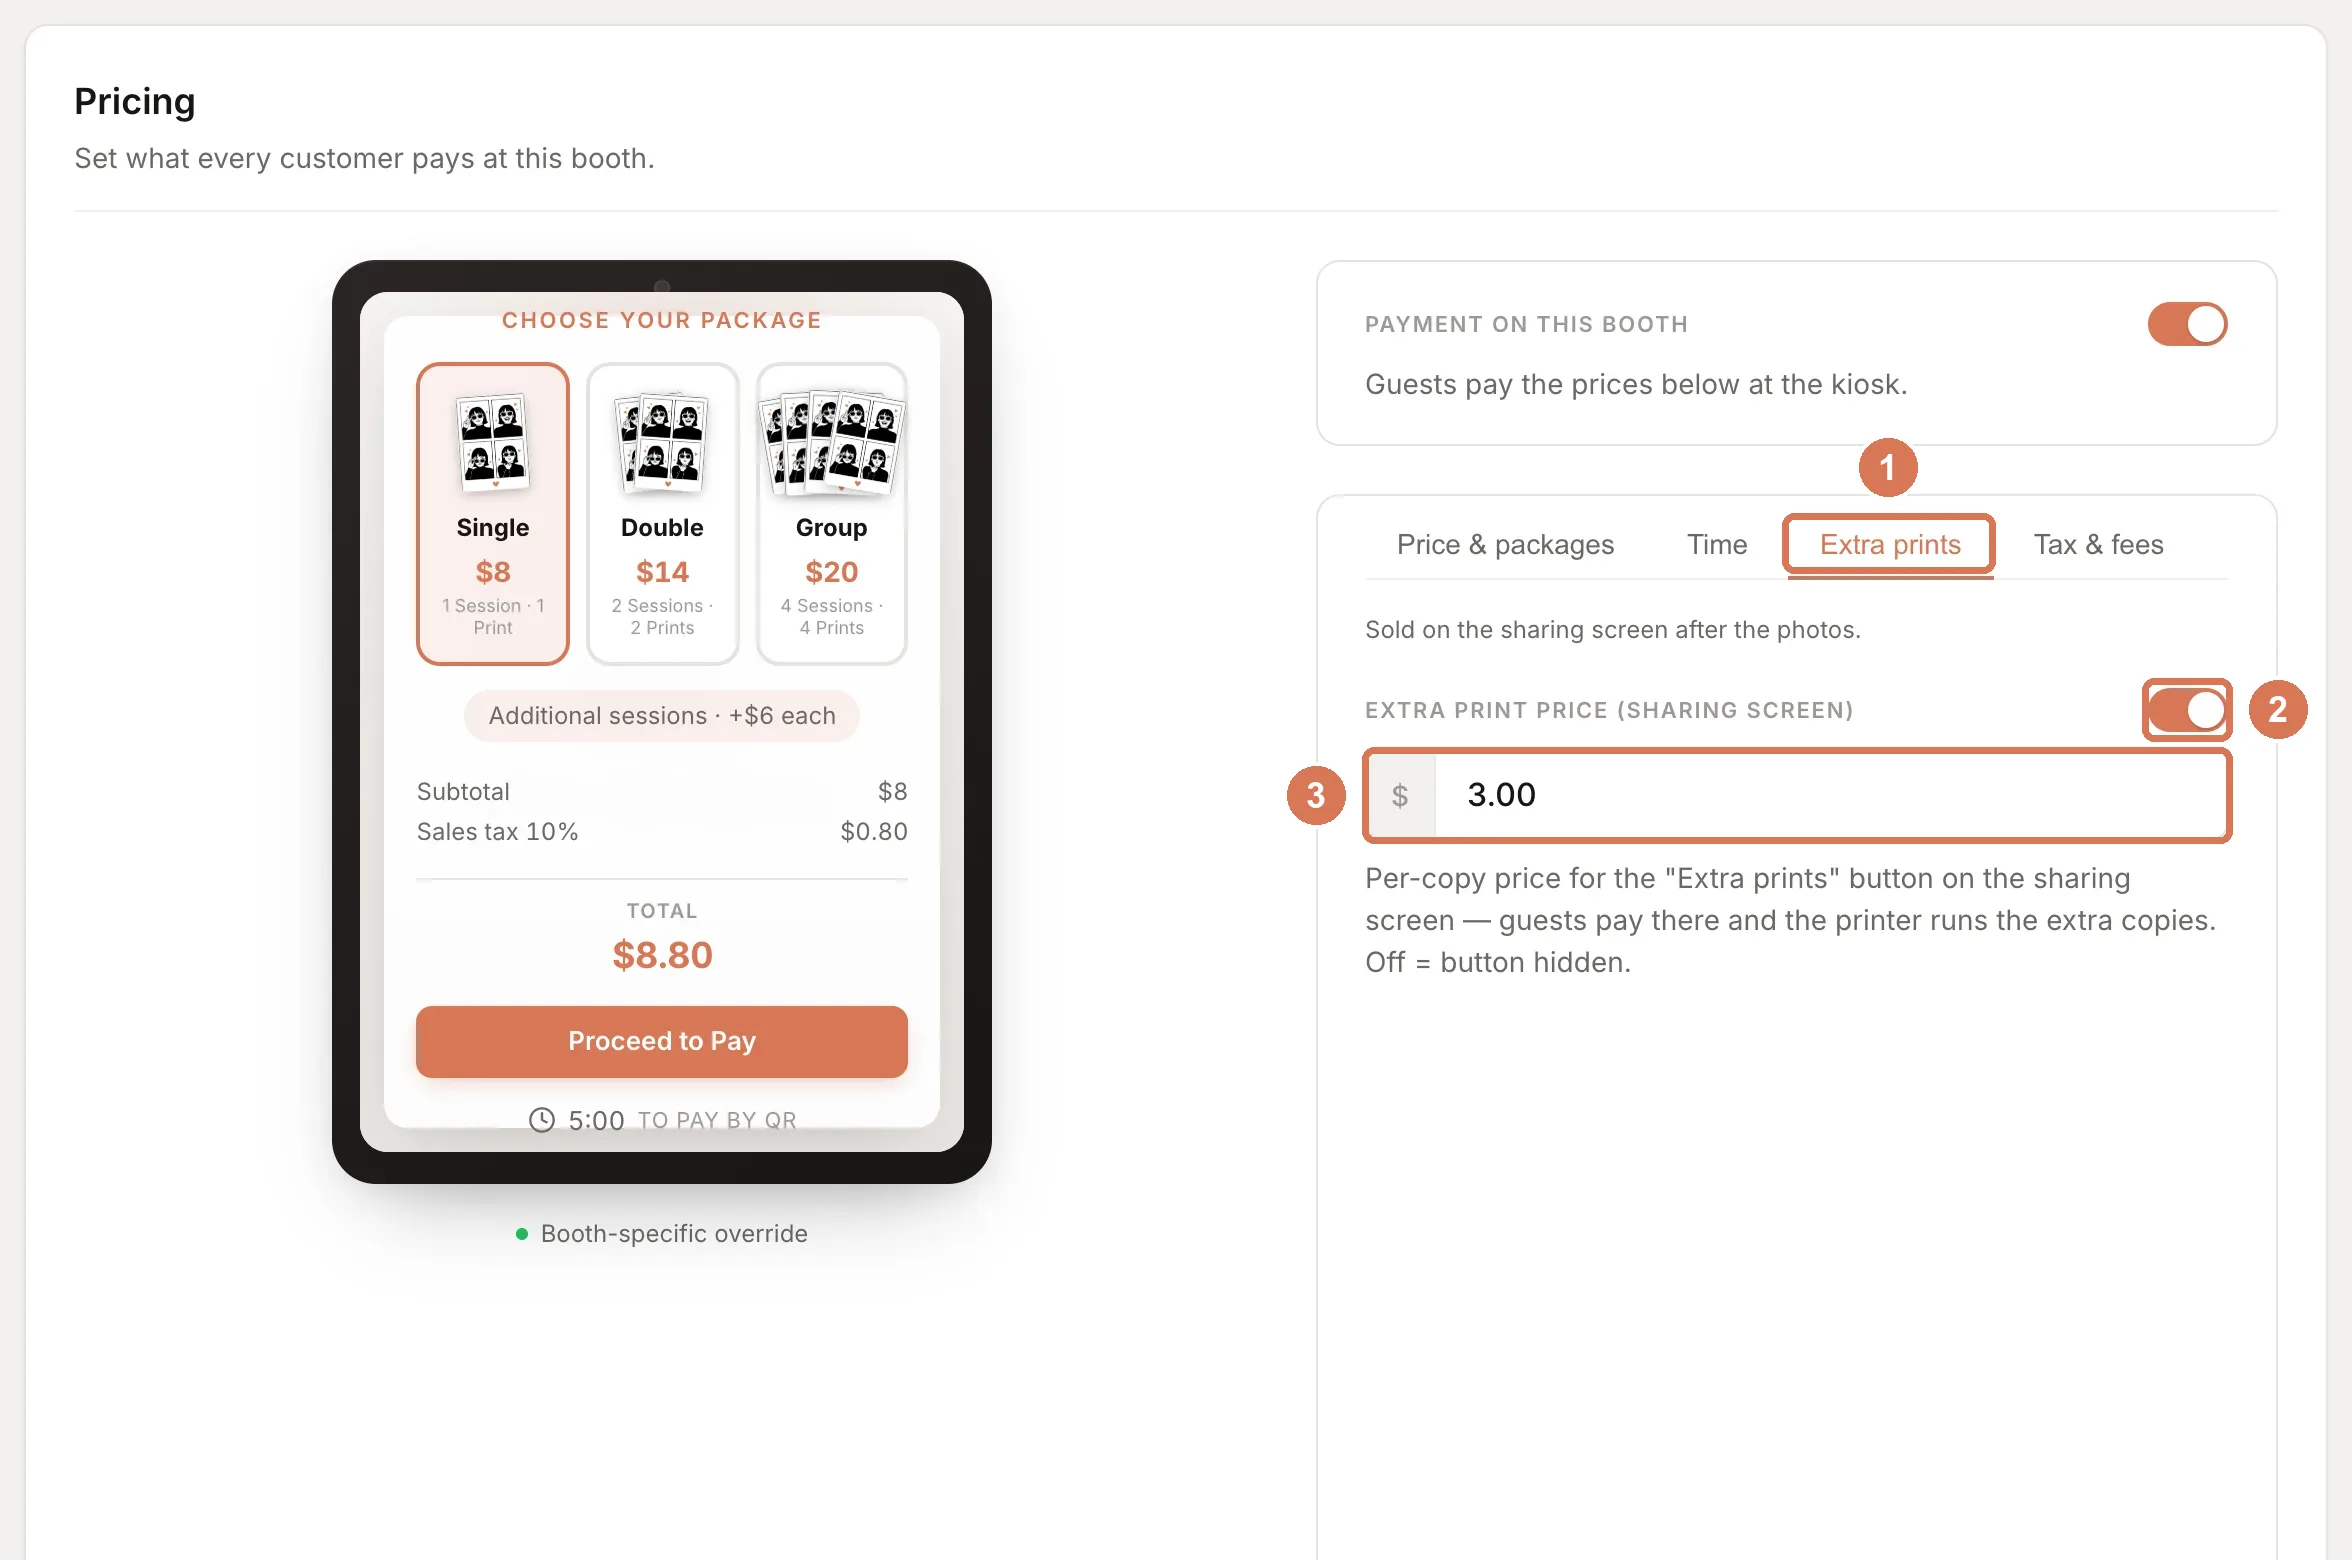 Pricing
Set what every customer pays at this booth.
CHOOSE YOUR PACKAGE
Single
$8
1 Session · 1
Print
Double
$14
2 Sessions ·
2 Prints
Group
$20
4 Sessions ·
4 Prints
Additional sessions · +$6 each
Subtotal $8
Sales tax 10% $0.80
TOTAL
$8.80
Proceed to Pay
5:00 TO PAY BY QR
Booth-specific override
PAYMENT ON THIS BOOTH
Guests pay the prices below at the kiosk.
1
Price & packages Time Extra prints Tax & fees
Sold on the sharing screen after the photos.
EXTRA PRINT PRICE (SHARING SCREEN) 2
3 $ 3.00
Per-copy price for the "Extra prints" button on the sharing
screen — guests pay there and the printer runs the extra copies.
Off = button hidden.